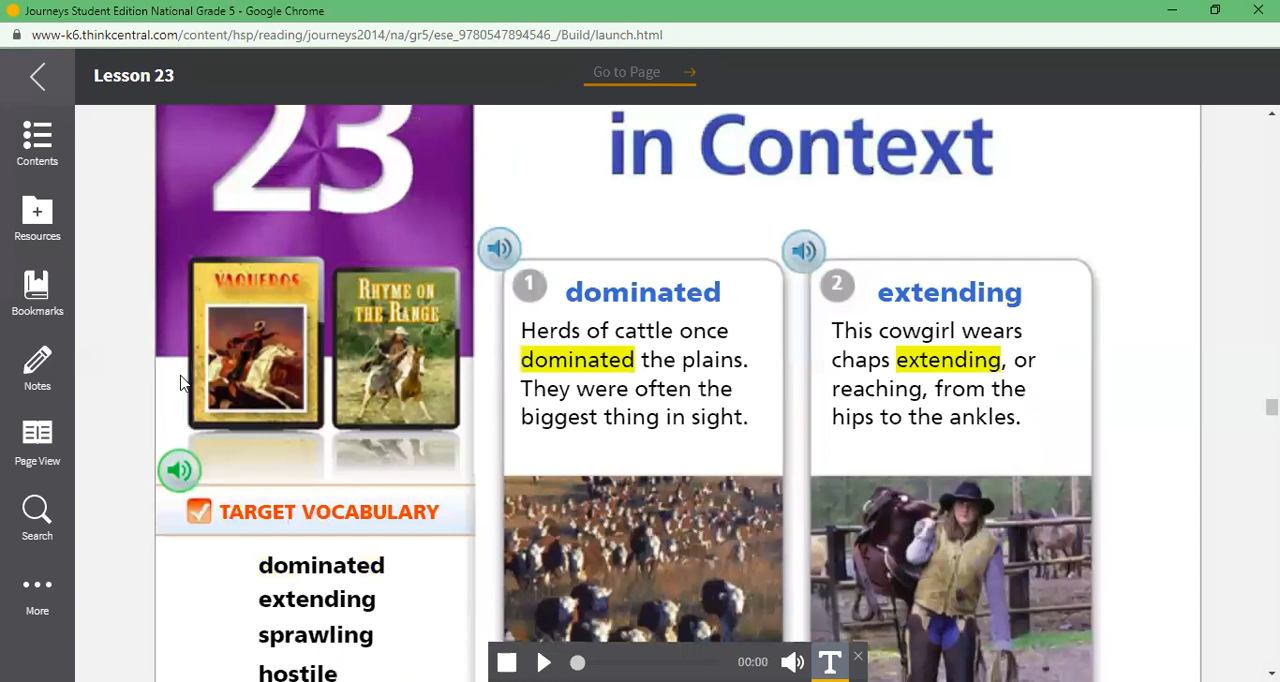 Journeys Student Edition National Grade 5 - Google Chrome
www-k6.thinkcentral.com/content/hsp/reading/journeys2014/na/gr5/ese_9780547894546_/Build/launch.html
Lesson 23
Go to Page
Contents
Resources
Bookmarks
Notes
Page View
Search
More
23
in Context
VAQUEROS
RHYME ON
THE RANGE
TARGET VOCABULARY
dominated
extending
sprawling
hostile
1 dominated
Herds of cattle once
dominated the plains.
They were often the
biggest thing in sight.
2 extending
This cowgirl wears
chaps extending, or
reaching, from the
hips to the ankles.
00:00
T